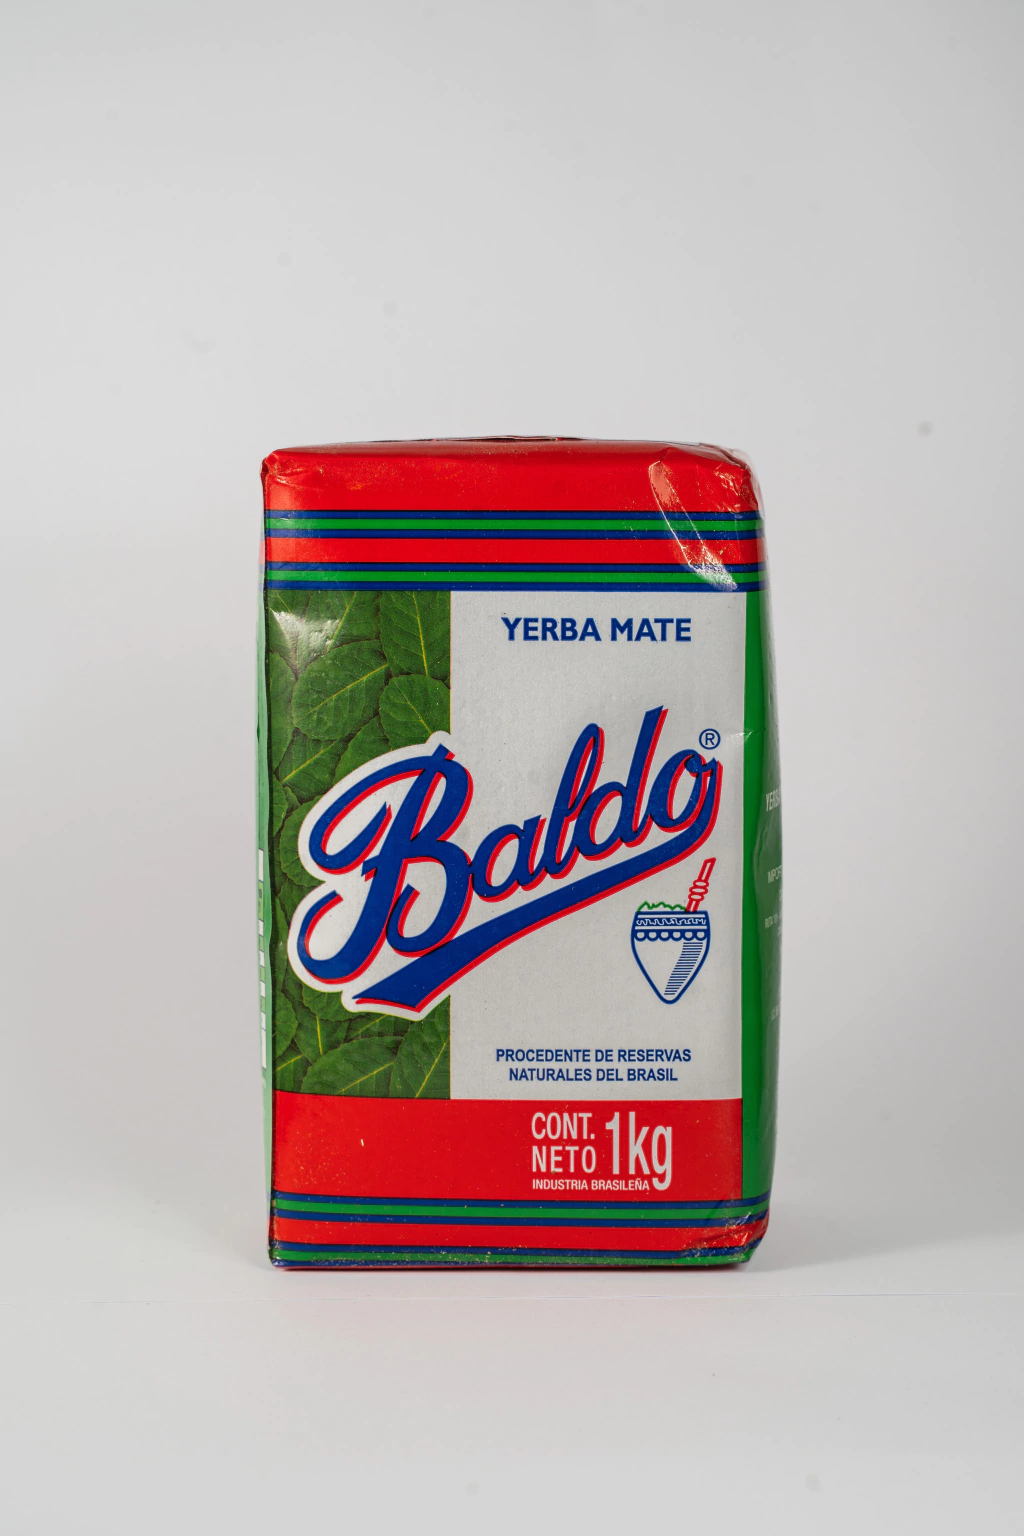 YERBA MATE
Baldo®
PROCEDENTE DE RESERVAS
NATURALES DEL BRASIL
CONT.
NETO 1kg
INDUSTRIA BRASILEÑA